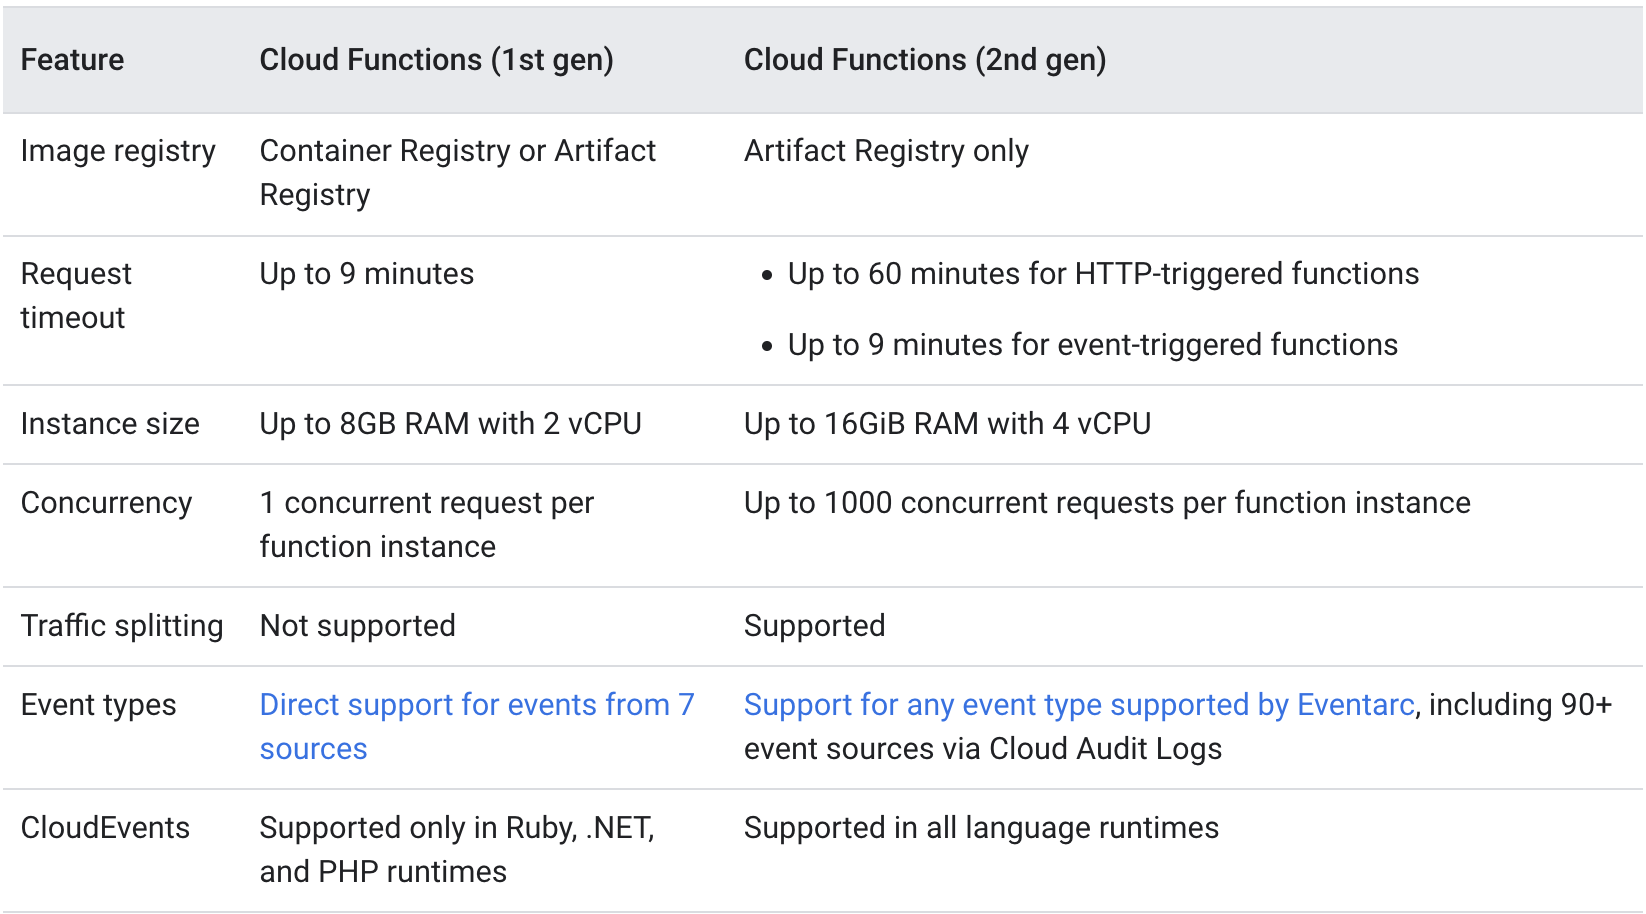 Feature Cloud Functions (1st gen) Cloud Functions (2nd gen)
Image registry Container Registry or Artifact Artifact Registry only
Registry
Request Up to 9 minutes • Up to 60 minutes for HTTP-triggered functions
timeout
• Up to 9 minutes for event-triggered functions
Instance size Up to 8GB RAM with 2 vCPU Up to 16GiB RAM with 4 vCPU
Concurrency 1 concurrent request per Up to 1000 concurrent requests per function instance
function instance
Traffic splitting Not supported Supported
Event types Direct support for events from 7 Support for any event type supported by Eventarc, including 90+
sources event sources via Cloud Audit Logs
CloudEvents Supported only in Ruby, .NET, Supported in all language runtimes
and PHP runtimes